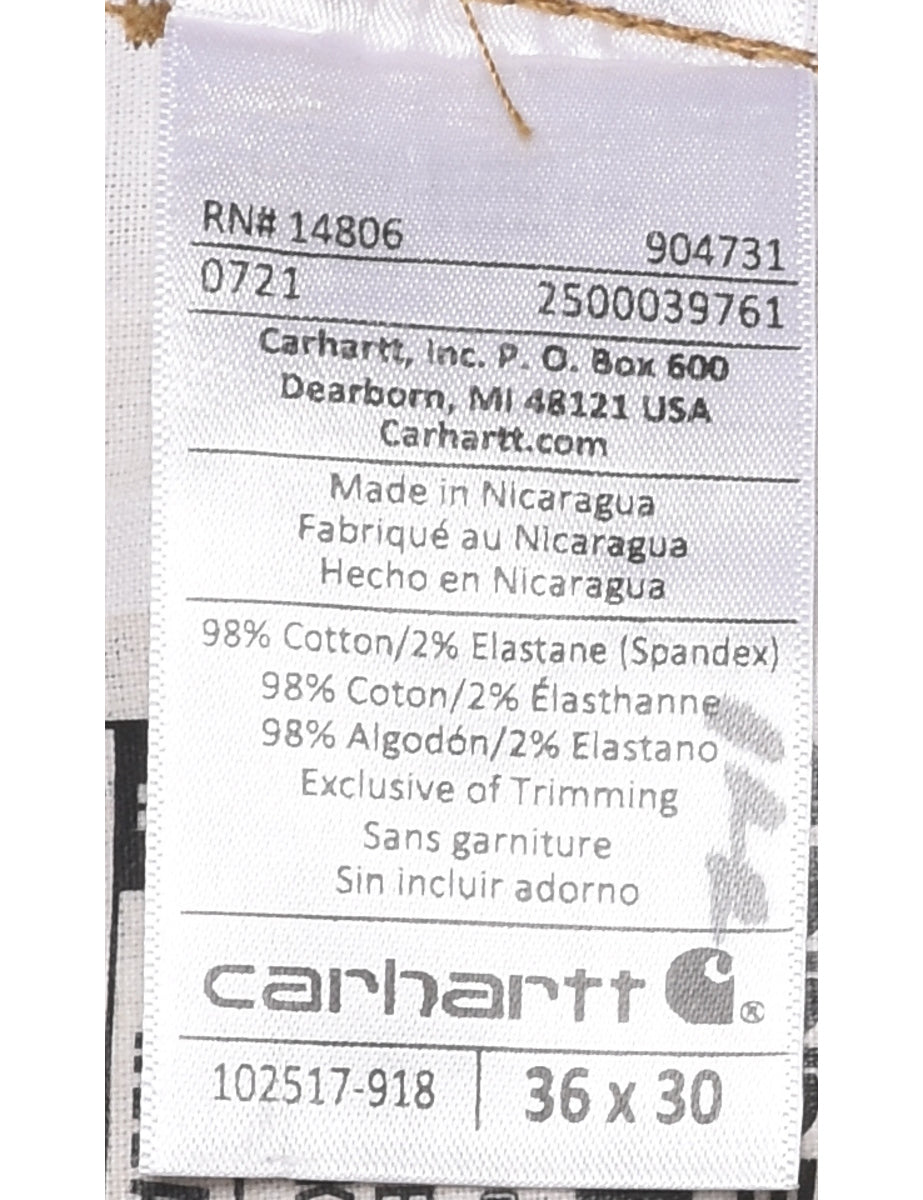 RN# 14806 904731
0721 2500039761
Carhartt, Inc. P. O. Box 600
Dearborn, MI 48121 USA
Carhartt.com
Made in Nicaragua
Fabriqué au Nicaragua
Hecho en Nicaragua
98% Cotton/2% Elastane (Spandex)
98% Coton/2% Élasthanne
98% Algodón/2% Elastano
Exclusive of Trimming
Sans garniture
Sin incluir adorno
carhartt ®
102517-918 36 x 30